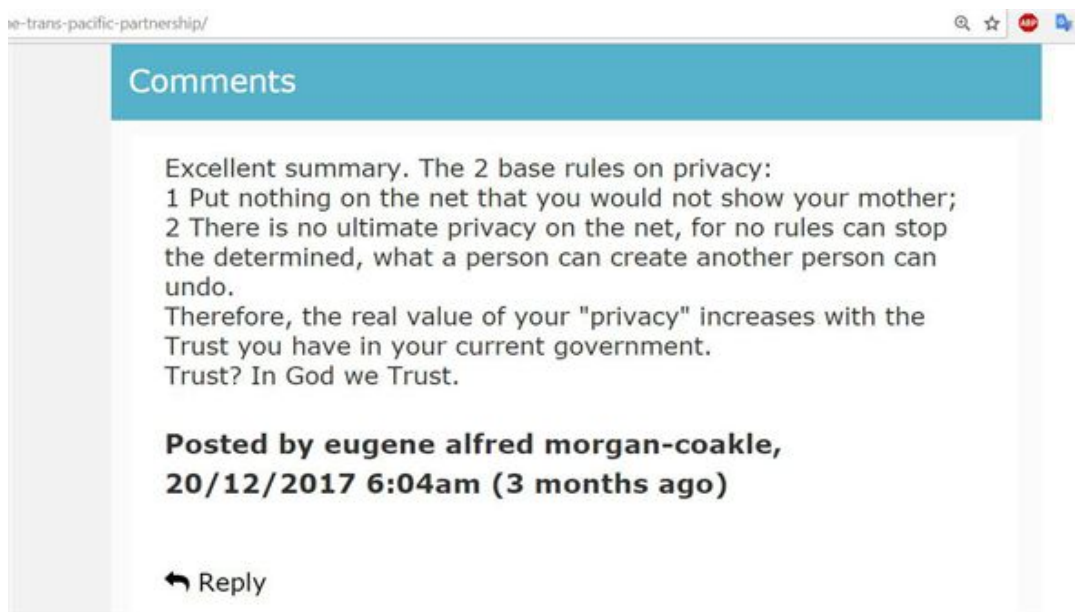 e-trans-pacific-partnership/
ABP
Comments
Excellent summary. The 2 base rules on privacy:
1 Put nothing on the net that you would not show your mother;
2 There is no ultimate privacy on the net, for no rules can stop
the determined, what a person can create another person can
undo.
Therefore, the real value of your "privacy" increases with the
Trust you have in your current government.
Trust? In God we Trust.
Posted by eugene alfred morgan-coakle,
20/12/2017 6:04am (3 months ago)
Reply